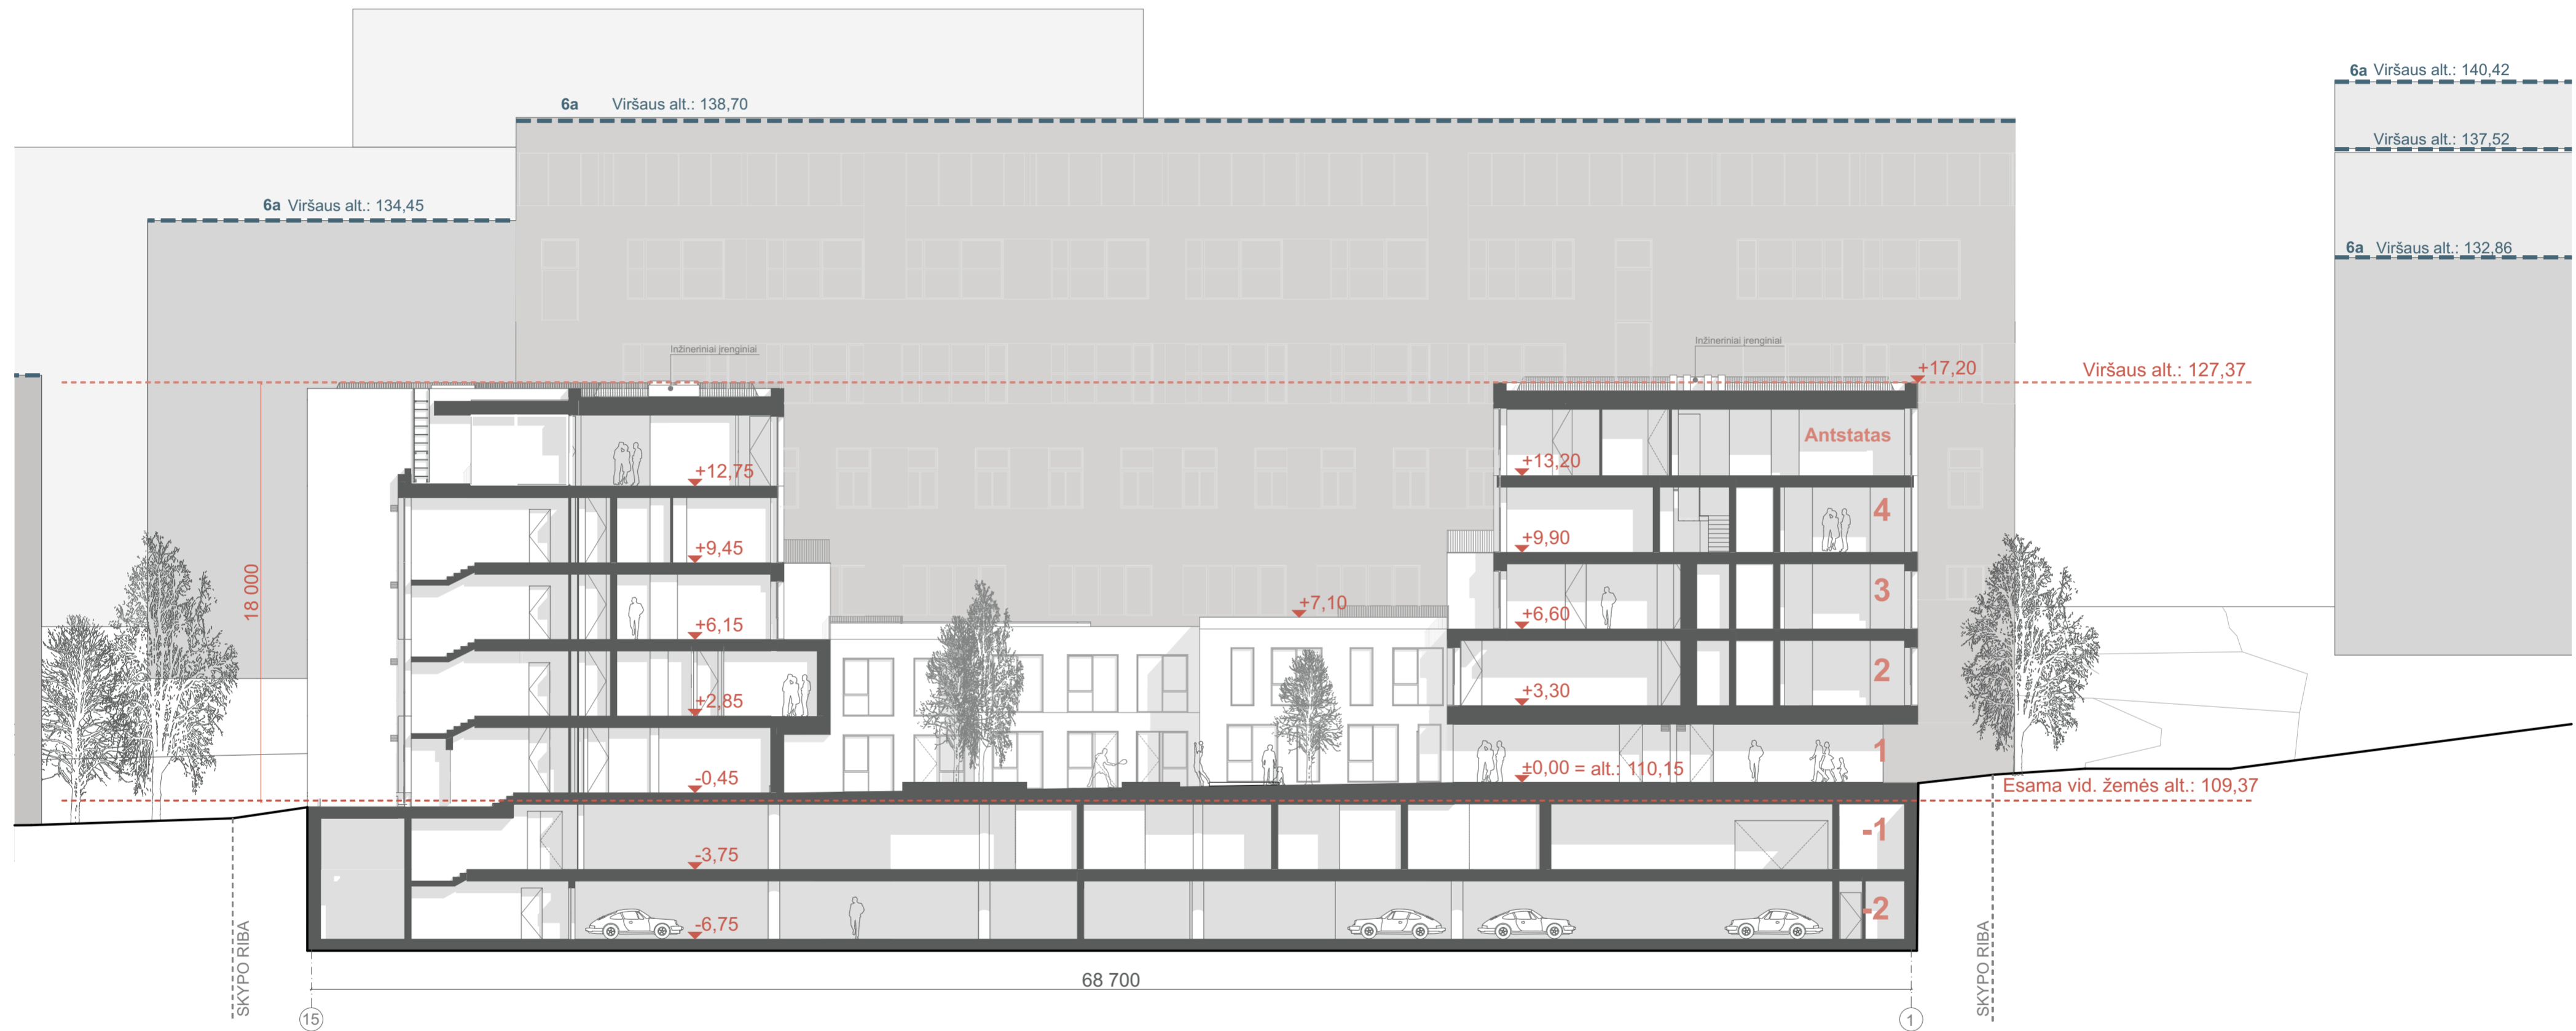 6a Viršaus alt.: 140,42
6a Viršaus alt.: 138,70
Viršaus alt.: 137,52
6a Viršaus alt.: 134,45
6a Viršaus alt.: 132,86
Inžineriniai įrenginiai
Inžineriniai įrenginiai
+17,20
Viršaus alt.: 127,37
Antstatas
+12,75
+13,20
4
+9,45
+9,90
18 000
3
+6,15
+7,10
+6,60
2
+2,85
+3,30
1
-0,45
±0,00 = alt.: 110,15
Esama vid. žemės alt.: 109,37
-1
-3,75
-2
-6,75
SKYPO RIBA
SKYPO RIBA
68 700
15
1